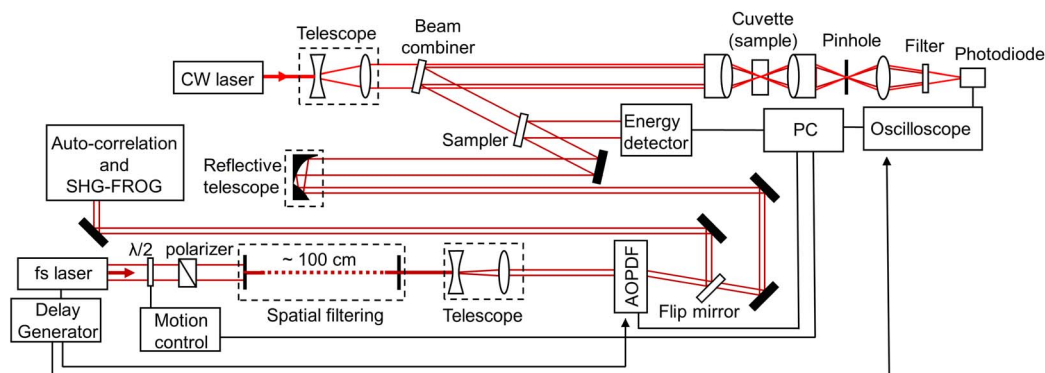 Telescope
Beam
combiner
Cuvette
(sample)
Pinhole
Filter
Photodiode
CW laser
Sampler
Energy
detector
PC
Oscilloscope
Auto-correlation
and
SHG-FROG
Reflective
telescope
λ/2
polarizer
fs laser
~ 100 cm
AOPDF
Delay
Generator
Motion
control
Spatial filtering
Telescope
Flip mirror